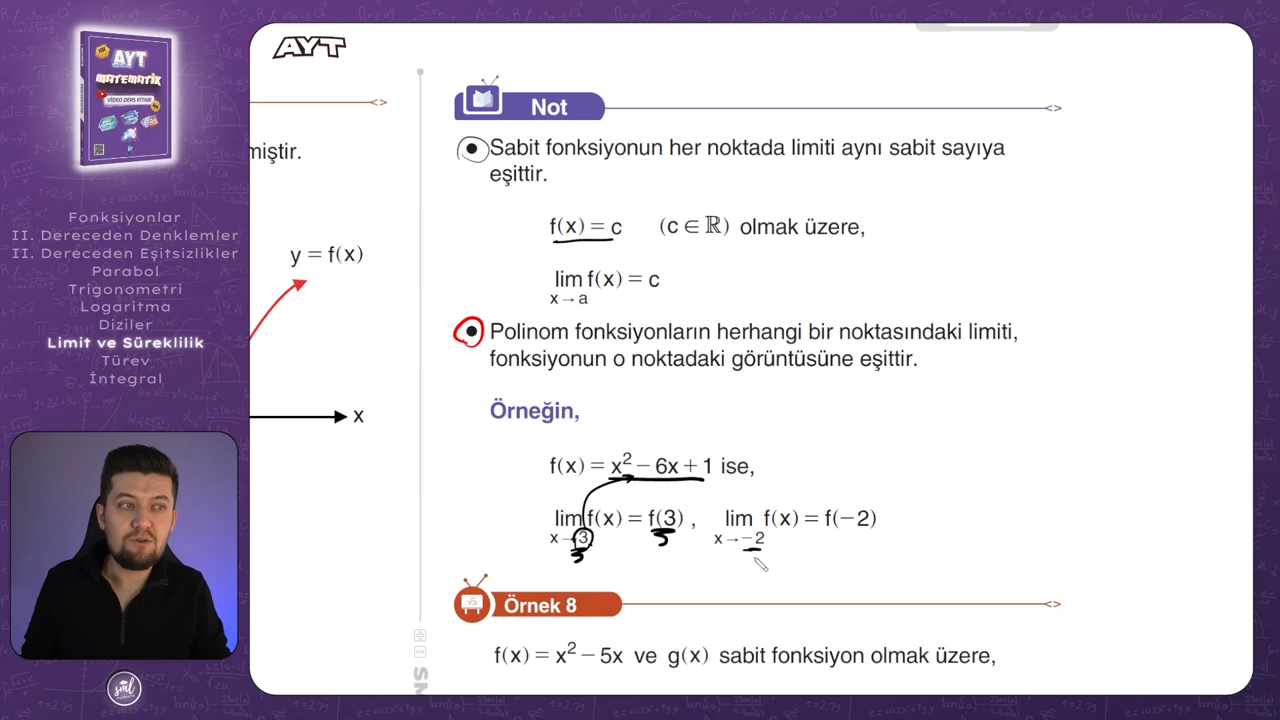 AYT
MATEMATİK
VİDEO DERS KİTABI
Fonksiyonlar
II. Dereceden Denklemler
II. Dereceden Eşitsizlikler
Parabol
Trigonometri
Logaritma
Diziler
Limit ve Süreklilik
Türev
İntegral
sml
AYT
mıştir.
y = f(x)
x
Not
• Sabit fonksiyonun her noktada limiti aynı sabit sayıya
eşittir.
f(x) = c (c ∈ ℝ) olmak üzere,
lim f(x) = c
x → a
• Polinom fonksiyonların herhangi bir noktasındaki limiti,
fonksiyonun o noktadaki görüntüsüne eşittir.
Örneğin,
f(x) = x² − 6x + 1 ise,
lim f(x) = f(3) , lim f(x) = f(−2)
x → 3 x → −2
Örnek 8
f(x) = x² − 5x ve g(x) sabit fonksiyon olmak üzere,